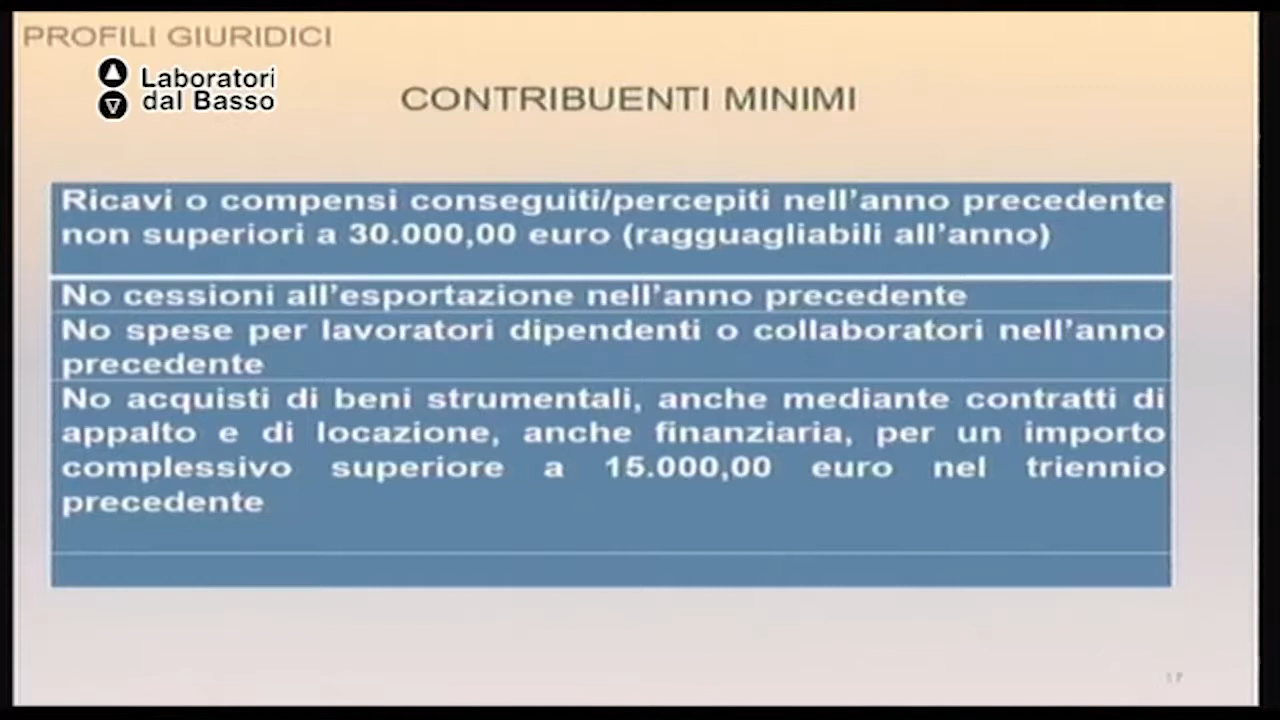 PROFILI GIURIDICI
Laboratori
dal Basso
CONTRIBUENTI MINIMI
Ricavi o compensi conseguiti/percepiti nell'anno precedente
non superiori a 30.000,00 euro (ragguagliabili all'anno)
No cessioni all'esportazione nell'anno precedente
No spese per lavoratori dipendenti o collaboratori nell'anno
precedente
No acquisti di beni strumentali, anche mediante contratti di
appalto e di locazione, anche finanziaria, per un importo
complessivo superiore a 15.000,00 euro nel triennio
precedente